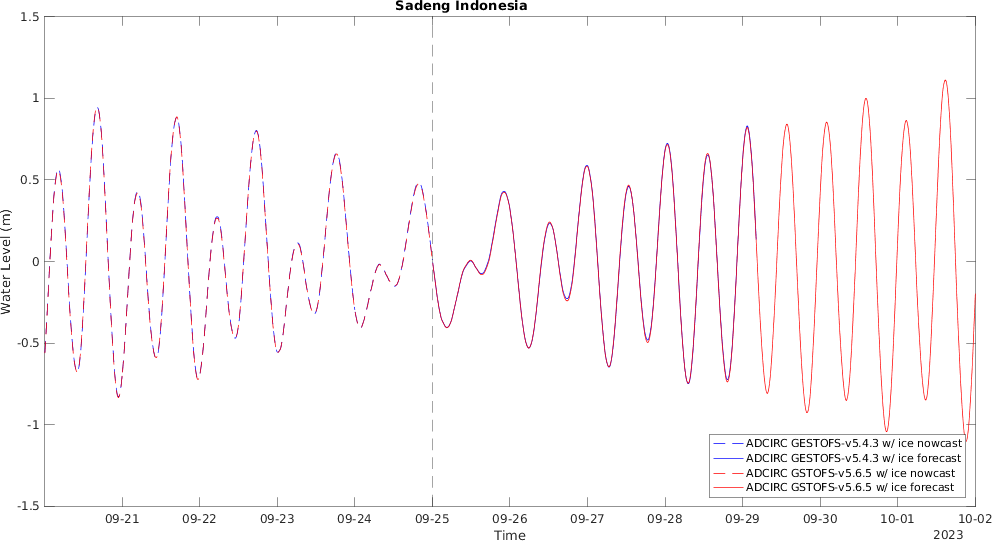 Sadeng Indonesia
1.5
1
0.5
0
-0.5
-1
-1.5
Water Level (m)
09-21 09-22 09-23 09-24 09-25 09-26 09-27 09-28 09-29 09-30 10-01 10-02
Time
2023
ADCIRC GESTOFS-v5.4.3 w/ ice nowcast
ADCIRC GESTOFS-v5.4.3 w/ ice forecast
ADCIRC GSTOFS-v5.6.5 w/ ice nowcast
ADCIRC GSTOFS-v5.6.5 w/ ice forecast